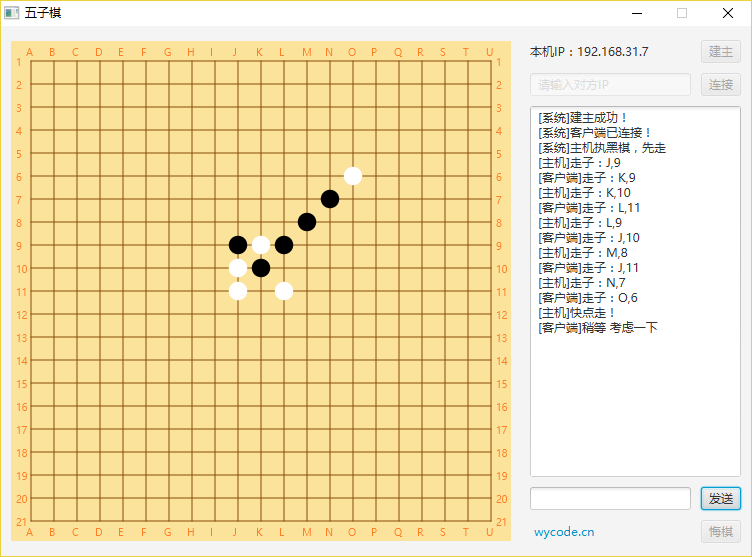 五子棋
A B C D E F G H I J K L M N O P Q R S T U
1 1
2 2
3 3
4 4
5 5
6 6
7 7
8 8
9 9
10 10
11 11
12 12
13 13
14 14
15 15
16 16
17 17
18 18
19 19
20 20
21 21
A B C D E F G H I J K L M N O P Q R S T U
本机IP：192.168.31.7
建主
请输入对方IP
连接
[系统]建主成功！
[系统]客户端已连接！
[系统]主机执黑棋，先走
[主机]走子：J,9
[客户端]走子：K,9
[主机]走子：K,10
[客户端]走子：L,11
[主机]走子：L,9
[客户端]走子：J,10
[主机]走子：M,8
[客户端]走子：J,11
[主机]走子：N,7
[客户端]走子：O,6
[主机]快点走！
[客户端]稍等 考虑一下
发送
wycode.cn
悔棋